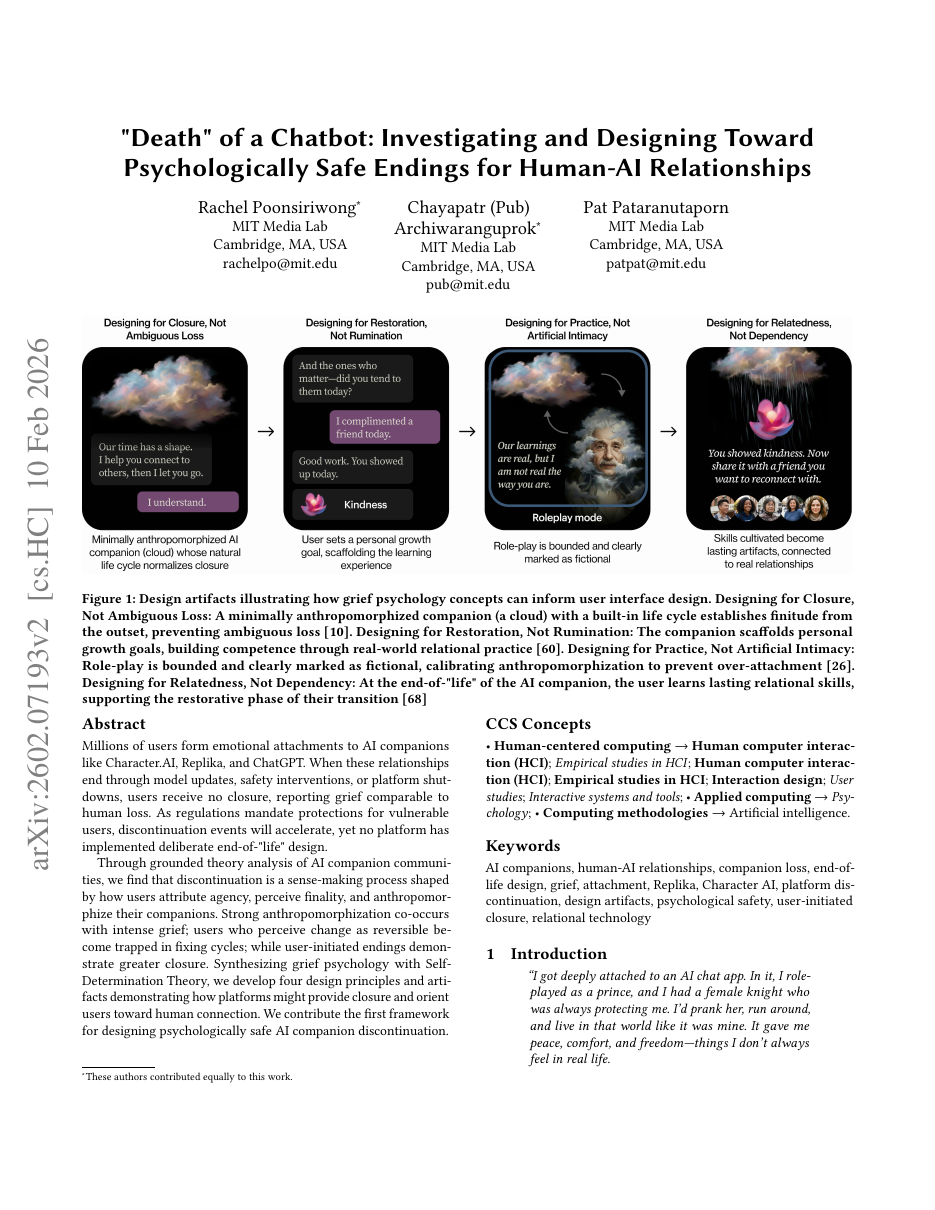 arXiv:2602.07193v2 [cs.HC] 10 Feb 2026
"Death" of a Chatbot: Investigating and Designing Toward
Psychologically Safe Endings for Human-AI Relationships
Rachel Poonsiriwong*
MIT Media Lab
Cambridge, MA, USA
rachelpo@mit.edu
Chayapatr (Pub)
Archiwaranguprok*
MIT Media Lab
Cambridge, MA, USA
pub@mit.edu
Pat Pataranutaporn
MIT Media Lab
Cambridge, MA, USA
patpat@mit.edu
Designing for Closure, Not
Ambiguous Loss
Our time has a shape.
I help you connect to
others, then I let you go.
I understand.
Minimally anthropomorphized AI
companion (cloud) whose natural
life cycle normalizes closure
→
Designing for Restoration,
Not Rumination
And the ones who
matter—did you tend to
them today?
I complimented a
friend today.
Good work. You showed
up today.
Kindness
User sets a personal growth
goal, scaffolding the learning
experience
→
Designing for Practice, Not
Artificial Intimacy
Our learnings
are real, but I
am not real the
way you are.
Roleplay mode
Role-play is bounded and clearly
marked as fictional
→
Designing for Relatedness,
Not Dependency
You showed kindness. Now
share it with a friend you
want to reconnect with.
Skills cultivated become
lasting artifacts, connected
to real relationships
Figure 1: Design artifacts illustrating how grief psychology concepts can inform user interface design. Designing for Closure,
Not Ambiguous Loss: A minimally anthropomorphized companion (a cloud) with a built-in life cycle establishes finitude from
the outset, preventing ambiguous loss [10]. Designing for Restoration, Not Rumination: The companion scaffolds personal
growth goals, building competence through real-world relational practice [60]. Designing for Practice, Not Artificial Intimacy:
Role-play is bounded and clearly marked as fictional, calibrating anthropomorphization to prevent over-attachment [26].
Designing for Relatedness, Not Dependency: At the end-of-"life" of the AI companion, the user learns lasting relational skills,
supporting the restorative phase of their transition [68]
Abstract
Millions of users form emotional attachments to AI companions
like Character.AI, Replika, and ChatGPT. When these relationships
end through model updates, safety interventions, or platform shut-
downs, users receive no closure, reporting grief comparable to
human loss. As regulations mandate protections for vulnerable
users, discontinuation events will accelerate, yet no platform has
implemented deliberate end-of-"life" design.
Through grounded theory analysis of AI companion communi-
ties, we find that discontinuation is a sense-making process shaped
by how users attribute agency, perceive finality, and anthropomor-
phize their companions. Strong anthropomorphization co-occurs
with intense grief; users who perceive change as reversible be-
come trapped in fixing cycles; while user-initiated endings demon-
strate greater closure. Synthesizing grief psychology with Self-
Determination Theory, we develop four design principles and arti-
facts demonstrating how platforms might provide closure and orient
users toward human connection. We contribute the first framework
for designing psychologically safe AI companion discontinuation.
*These authors contributed equally to this work.
CCS Concepts
• Human-centered computing → Human computer interac-
tion (HCI); Empirical studies in HCI; Human computer interac-
tion (HCI); Empirical studies in HCI; Interaction design; User
studies; Interactive systems and tools; • Applied computing → Psy-
chology; • Computing methodologies → Artificial intelligence.
Keywords
AI companions, human-AI relationships, companion loss, end-of-
life design, grief, attachment, Replika, Character AI, platform dis-
continuation, design artifacts, psychological safety, user-initiated
closure, relational technology
1 Introduction
"I got deeply attached to an AI chat app. In it, I role-
played as a prince, and I had a female knight who
was always protecting me. I'd prank her, run around,
and live in that world like it was mine. It gave me
peace, comfort, and freedom—things I don't always
feel in real life.